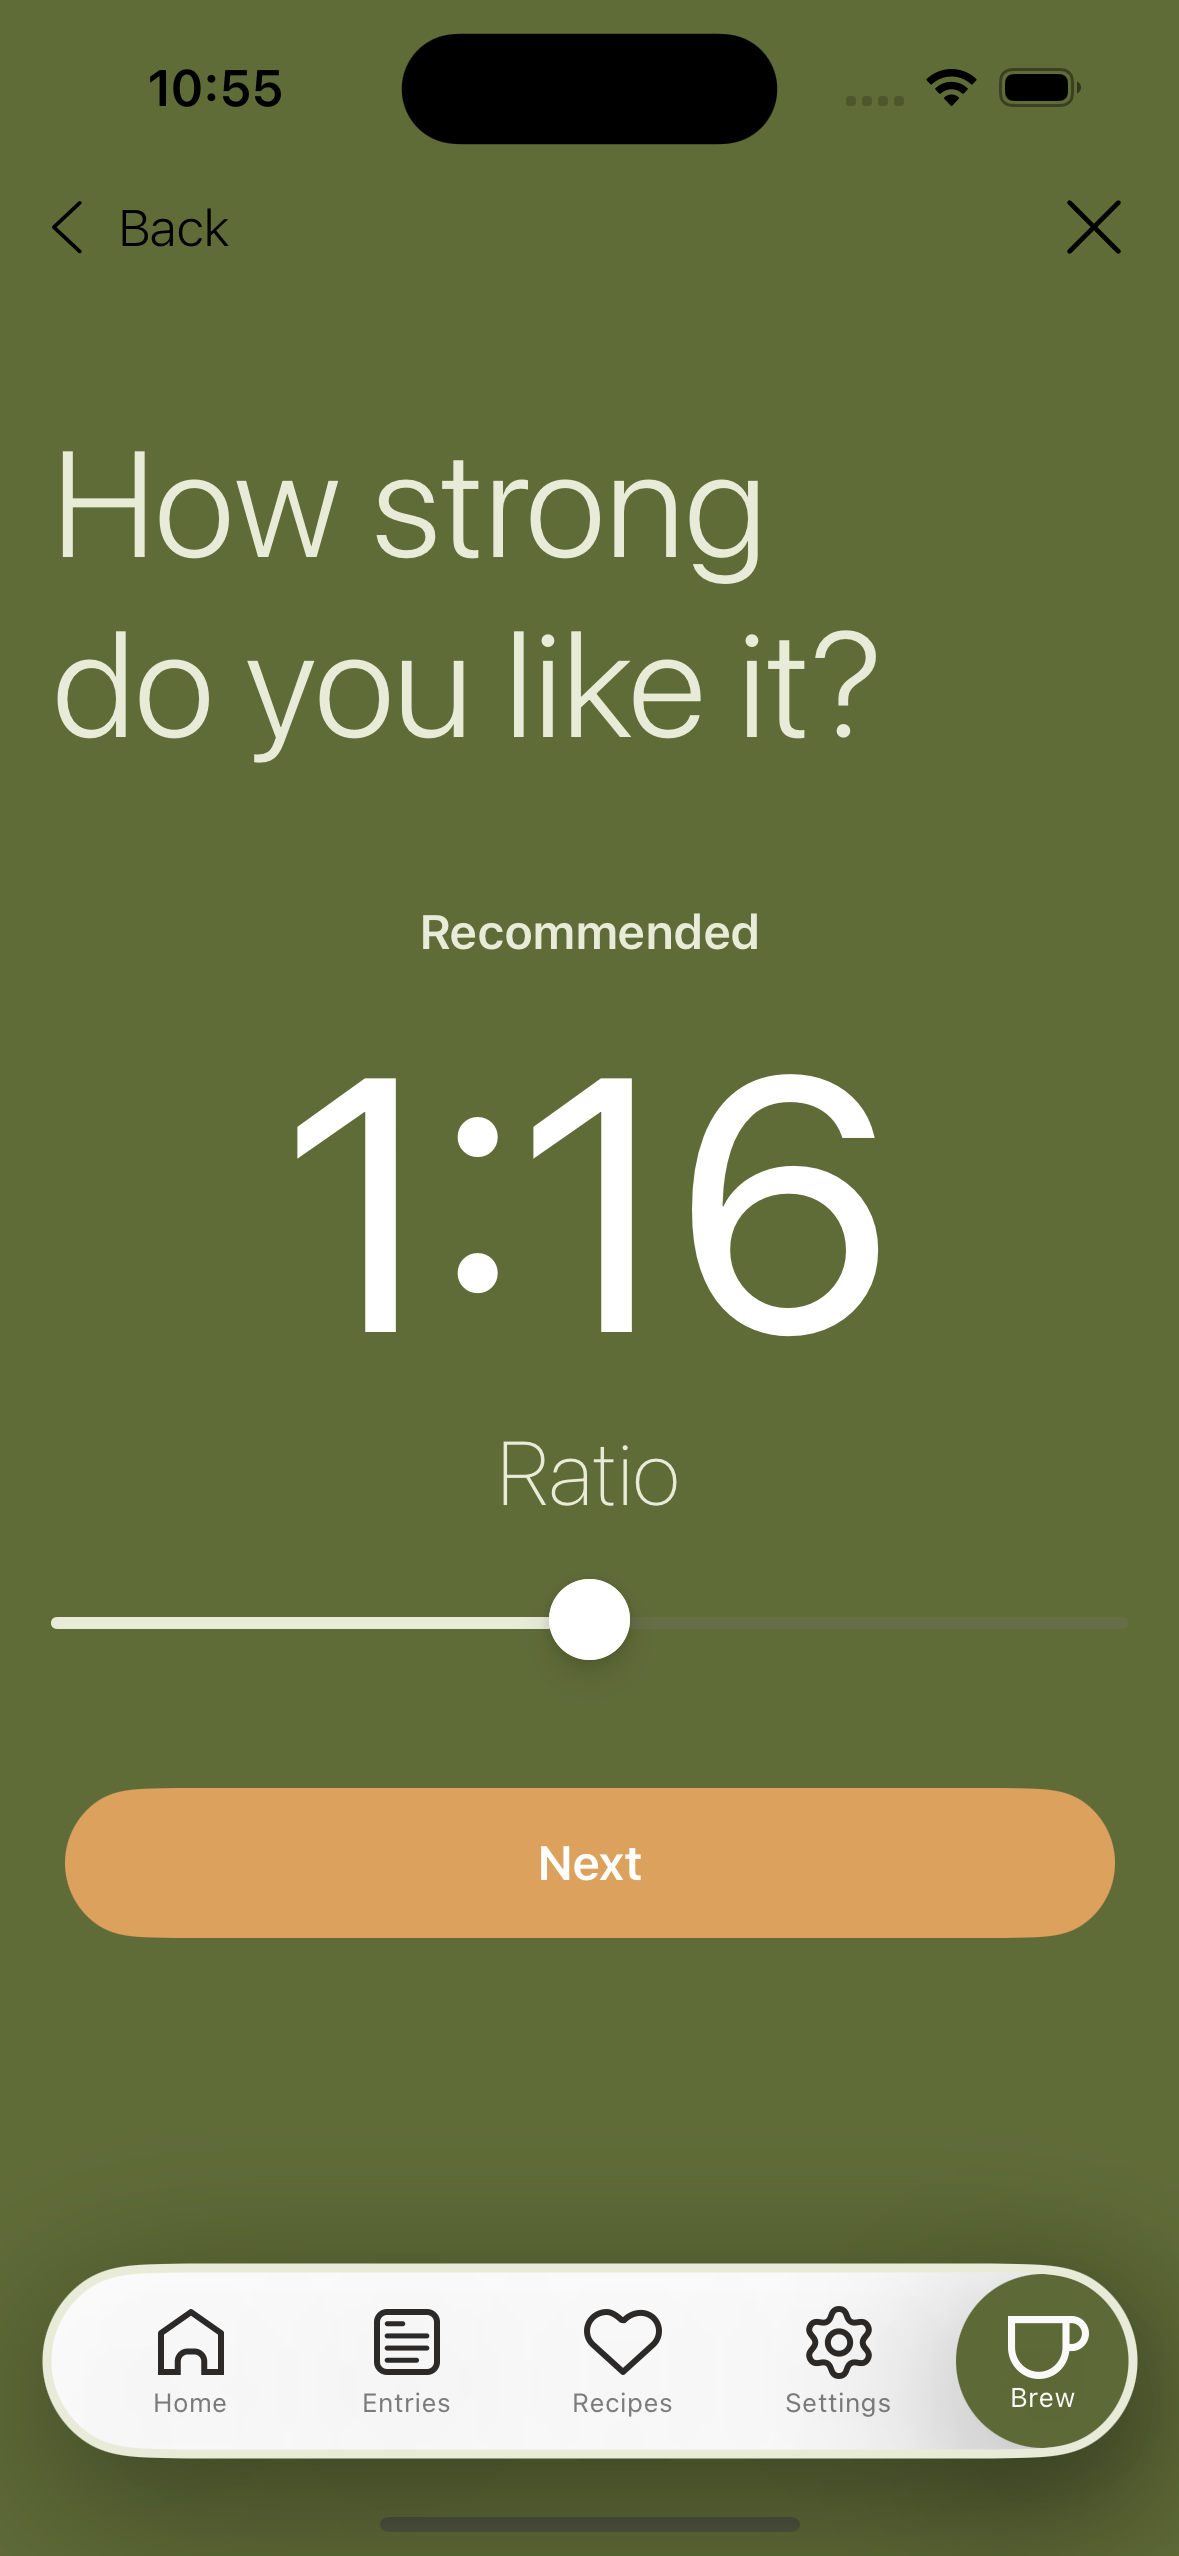 10:55
Back
How strong
do you like it?
Recommended
1:16
Ratio
Next
Home
Entries
Recipes
Settings
Brew